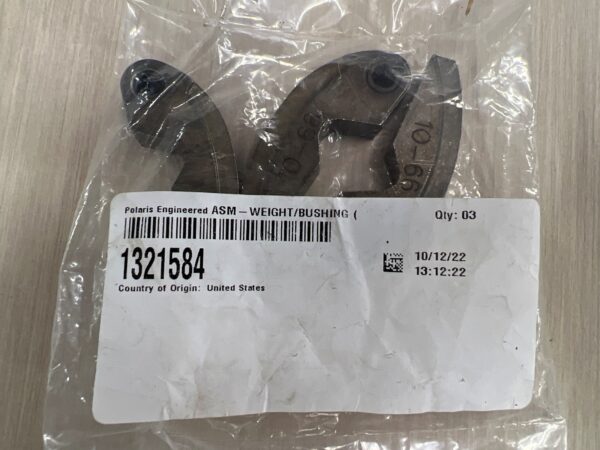 10-66
Polaris Engineered ASM - WEIGHT/BUSHING ( Qty: 03
1321584
10/12/22
13:12:22
Country of Origin: United States